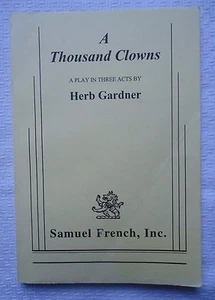 A
Thousand Clowns
A PLAY IN THREE ACTS BY
Herb Gardner
Samuel French, Inc.